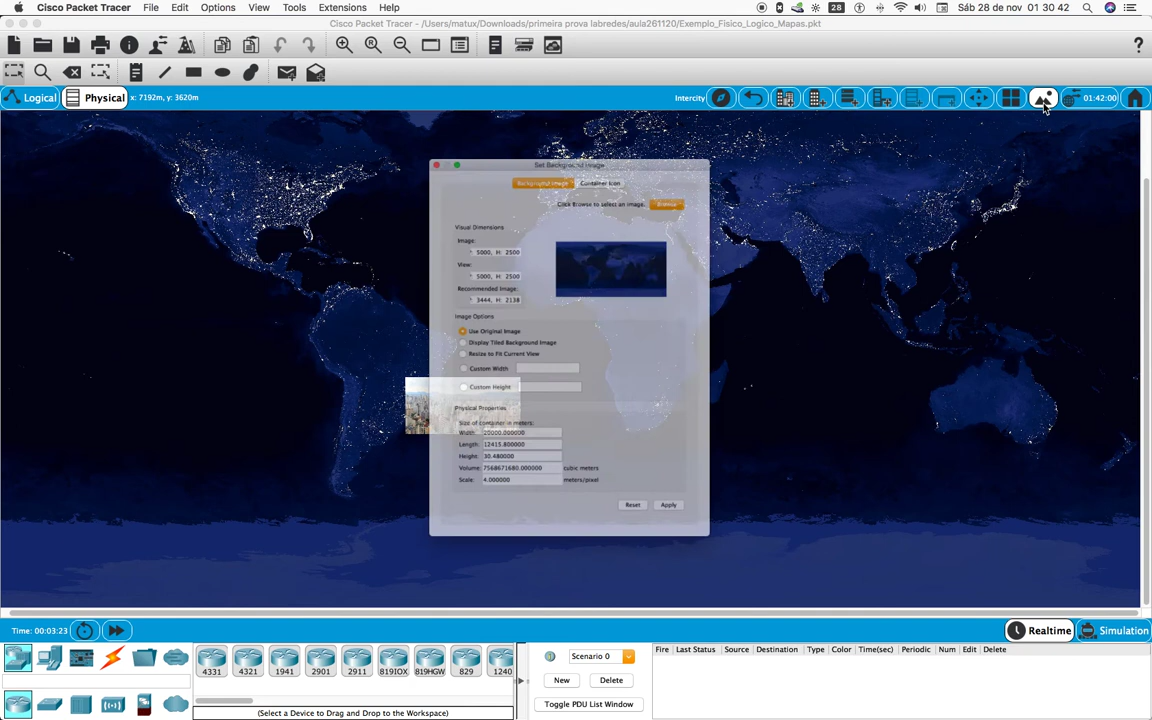 Cisco Packet Tracer File Edit Options View Tools Extensions Help 28 Sáb 28 de nov 01 30 42
Cisco Packet Tracer - /Users/matux/Downloads/primeira prova labredes/aula261120/Exemplo_Fisico_Logico_Mapas.pkt
Logical Physical x: 7192m, y: 3620m Intercity 01:42:00
Set Background Image
Background Image Container Icon
Click Browse to select an image. Browse
Visual Dimensions
Image:
5000, H: 2500
View:
5000, H: 2500
Recommended Image:
3444, H: 2138
Image Options
Use Original Image
Display Tiled Background Image
Resize to Fit Current View
Custom Width
Custom Height
Physical Properties
Size of container in meters:
Width: 20000.000000
Length: 12415.800000
Height: 30.480000
Volume: 7568671680.000000 cubic meters
Scale: 4.000000 meters/pixel
Reset Apply
Time: 00:03:23 Realtime Simulation
4331 4321 1941 2901 2911 819IOX 819HGW 829 1240
(Select a Device to Drag and Drop to the Workspace)
Scenario 0
New Delete
Toggle PDU List Window
Fire Last Status Source Destination Type Color Time(sec) Periodic Num Edit Delete